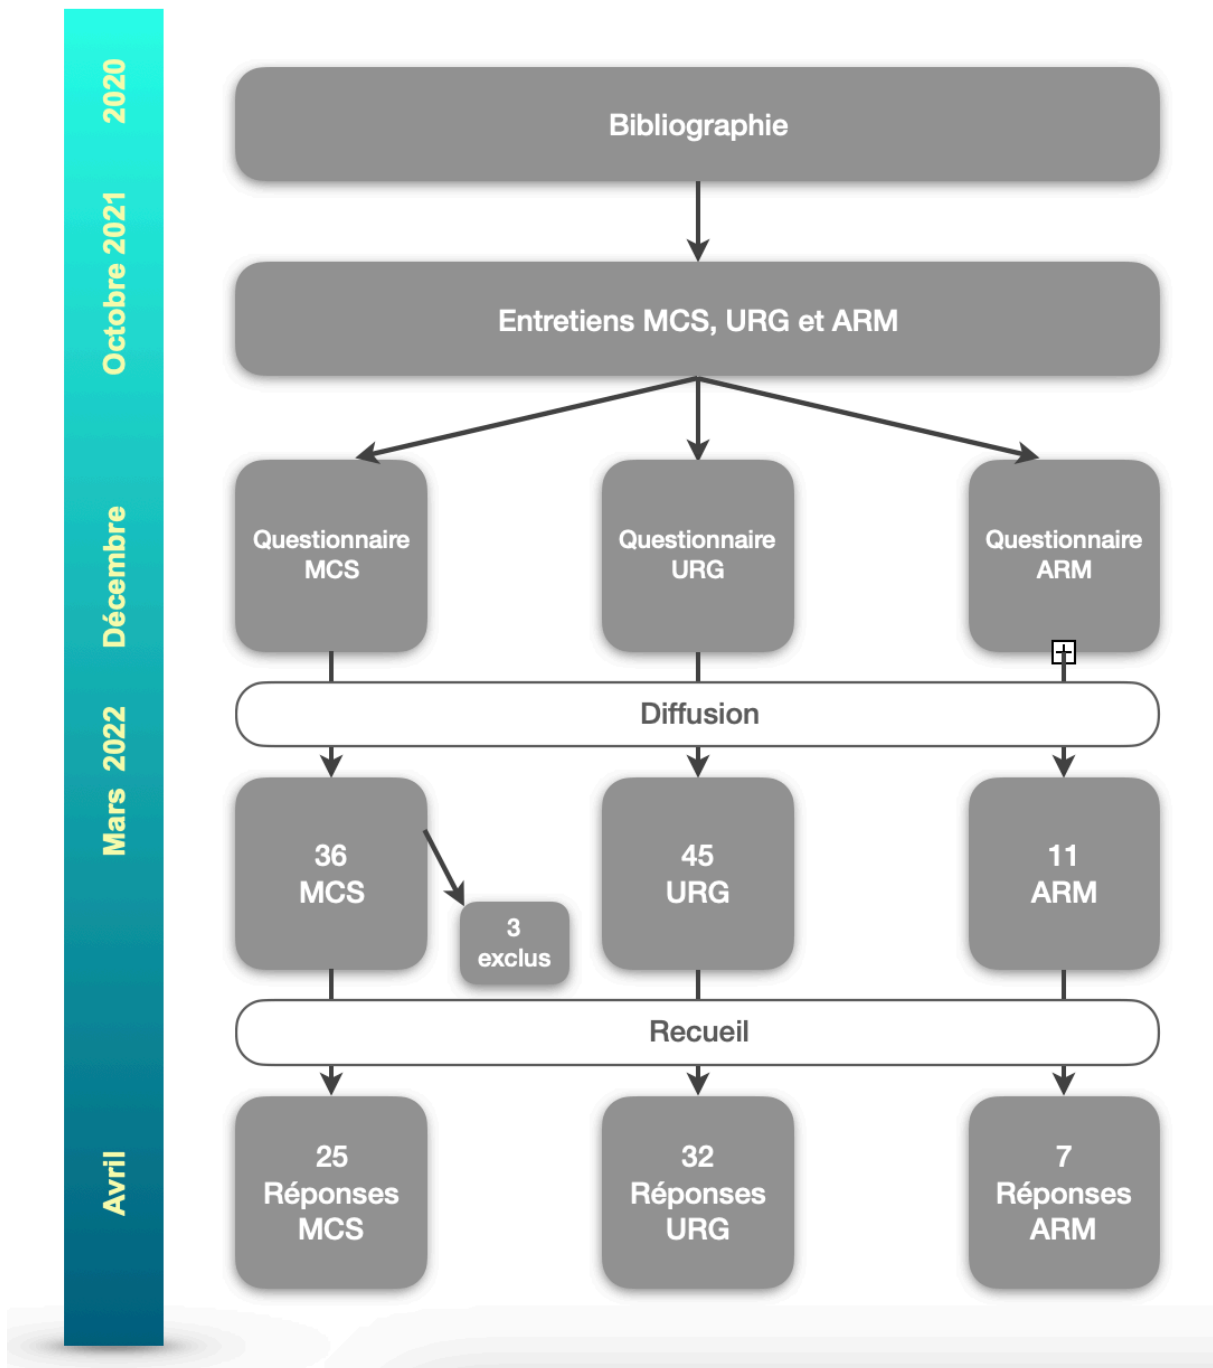 2020
Bibliographie
Octobre 2021
Entretiens MCS, URG et ARM
Décembre
Questionnaire
MCS
Questionnaire
URG
Questionnaire
ARM
Diffusion
Mars 2022
36
MCS
3
exclus
45
URG
11
ARM
Recueil
Avril
25
Réponses
MCS
32
Réponses
URG
7
Réponses
ARM